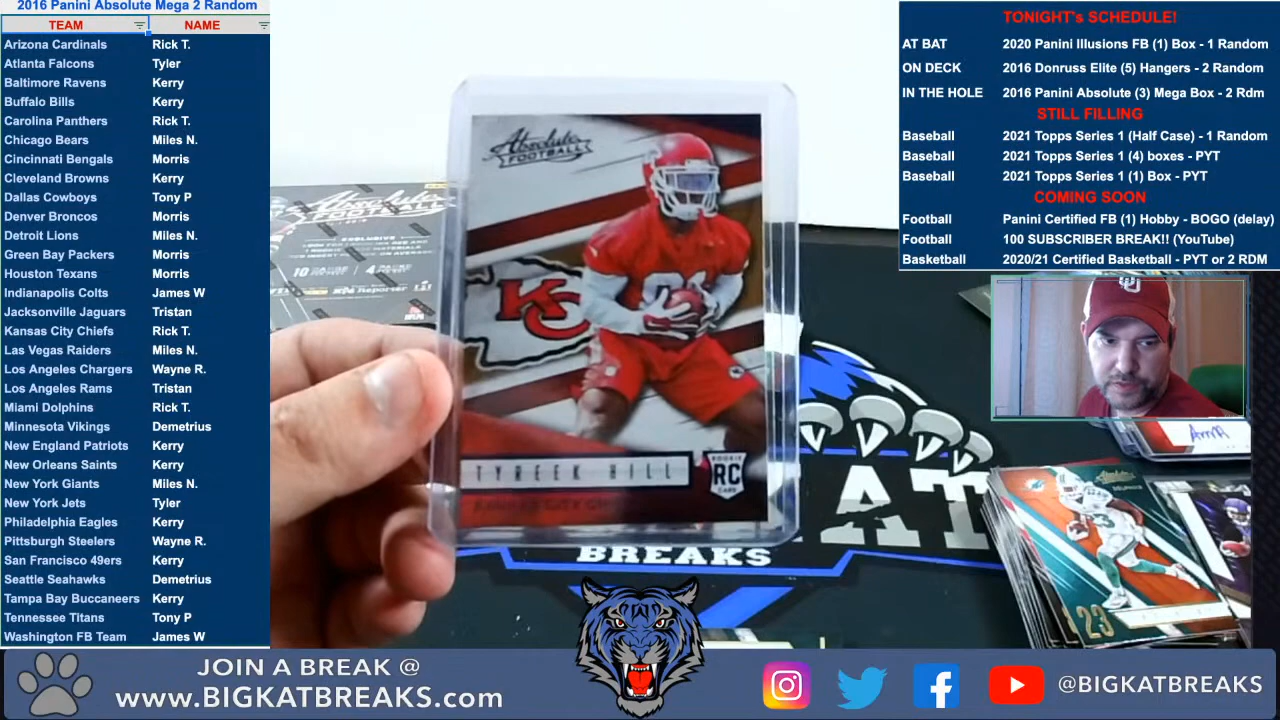 2016 Panini Absolute Mega 2 Random
TEAM NAME
Arizona Cardinals Rick T.
Atlanta Falcons Tyler
Baltimore Ravens Kerry
Buffalo Bills Kerry
Carolina Panthers Rick T.
Chicago Bears Miles N.
Cincinnati Bengals Morris
Cleveland Browns Kerry
Dallas Cowboys Tony P
Denver Broncos Morris
Detroit Lions Miles N.
Green Bay Packers Morris
Houston Texans Morris
Indianapolis Colts James W
Jacksonville Jaguars Tristan
Kansas City Chiefs Rick T.
Las Vegas Raiders Miles N.
Los Angeles Chargers Wayne R.
Los Angeles Rams Tristan
Miami Dolphins Rick T.
Minnesota Vikings Demetrius
New England Patriots Kerry
New Orleans Saints Kerry
New York Giants Miles N.
New York Jets Tyler
Philadelphia Eagles Kerry
Pittsburgh Steelers Wayne R.
San Francisco 49ers Kerry
Seattle Seahawks Demetrius
Tampa Bay Buccaneers Kerry
Tennessee Titans Tony P
Washington FB Team James W
Absolute
FOOTBALL
KC
TYREEK HILL
ROOKIE
RC
CARD
Absolute
FOOTBALL
EXCLUSIVE
10
4
BREAKS
TONIGHT's SCHEDULE!
AT BAT 2020 Panini Illusions FB (1) Box - 1 Random
ON DECK 2016 Donruss Elite (5) Hangers - 2 Random
IN THE HOLE 2016 Panini Absolute (3) Mega Box - 2 Rdm
STILL FILLING
Baseball 2021 Topps Series 1 (Half Case) - 1 Random
Baseball 2021 Topps Series 1 (4) boxes - PYT
Baseball 2021 Topps Series 1 (1) Box - PYT
COMING SOON
Football Panini Certified FB (1) Hobby - BOGO (delay)
Football 100 SUBSCRIBER BREAK!! (YouTube)
Basketball 2020/21 Certified Basketball - PYT or 2 RDM
23
JOIN A BREAK @
www.BIGKATBREAKS.com
@BIGKATBREAKS